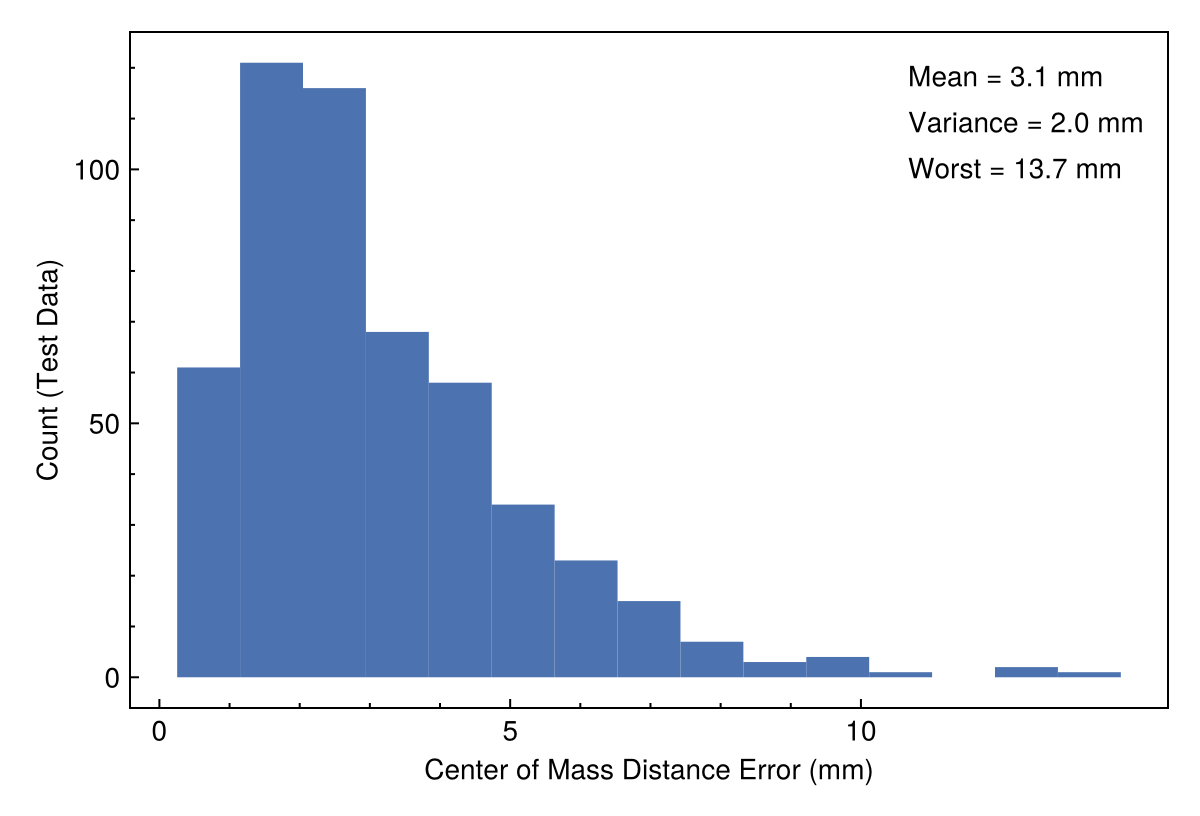 Mean = 3.1 mm
Variance = 2.0 mm
Worst = 13.7 mm
100
50
0
Count (Test Data)
0 5 10
Center of Mass Distance Error (mm)